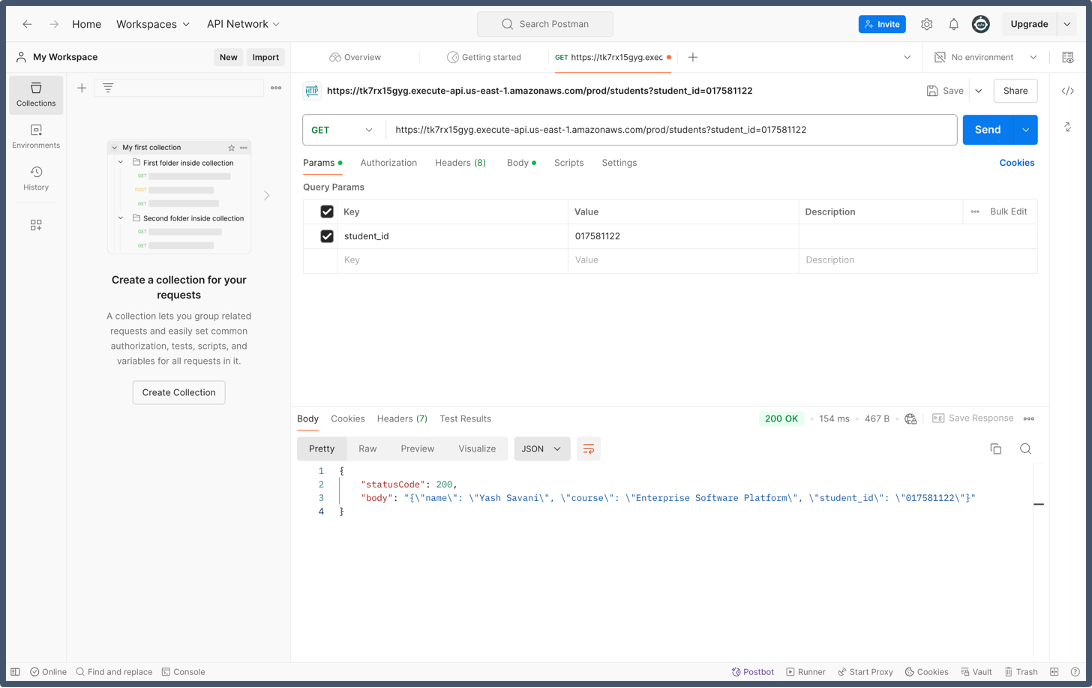 Home Workspaces API Network Search Postman Invite Upgrade
My Workspace New Import Overview Getting started GET https://tk7rx15gyg.exec No environment
Collections
Environments
History
My first collection
First folder inside collection
GET
POST
GET
Second folder inside collection
GET
GET
Create a collection for your
requests
A collection lets you group related
requests and easily set common
authorization, tests, scripts, and
variables for all requests in it.
Create Collection
HTTP https://tk7rx15gyg.execute-api.us-east-1.amazonaws.com/prod/students?student_id=017581122 Save Share
GET https://tk7rx15gyg.execute-api.us-east-1.amazonaws.com/prod/students?student_id=017581122 Send
Params Authorization Headers (8) Body Scripts Settings Cookies
Query Params
Key Value Description Bulk Edit
student_id 017581122
Key Value Description
Body Cookies Headers (7) Test Results 200 OK 154 ms 467 B Save Response
Pretty Raw Preview Visualize JSON
1 {
2 "statusCode": 200,
3 "body": "{\"name\": \"Yash Savani\", \"course\": \"Enterprise Software Platform\", \"student_id\": \"017581122\"}"
4 }
Online Find and replace Console Postbot Runner Start Proxy Cookies Vault Trash